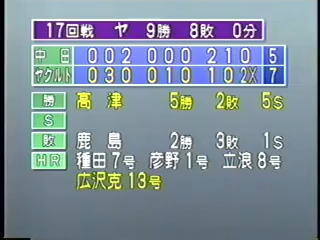 17回戦 ヤ 9勝 8敗 0分
中日 002 000 210 5
ヤクルト 030 010 102X 7
勝 高津 5勝 2敗 5S
S
敗 鹿島 2勝 3敗 1S
HR 種田7号 彦野1号 立浪8号
広沢克13号